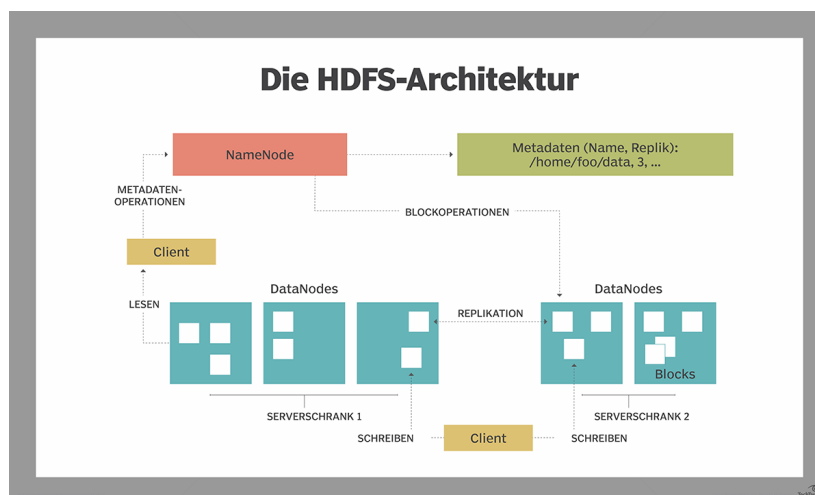 Die HDFS-Architektur
NameNode
Metadaten (Name, Replik):
/home/foo/data, 3, ...
METADATEN-
OPERATIONEN
BLOCKOPERATIONEN
Client
DataNodes
DataNodes
LESEN
REPLIKATION
Blocks
SERVERSCHRANK 1
SERVERSCHRANK 2
SCHREIBEN
Client
SCHREIBEN